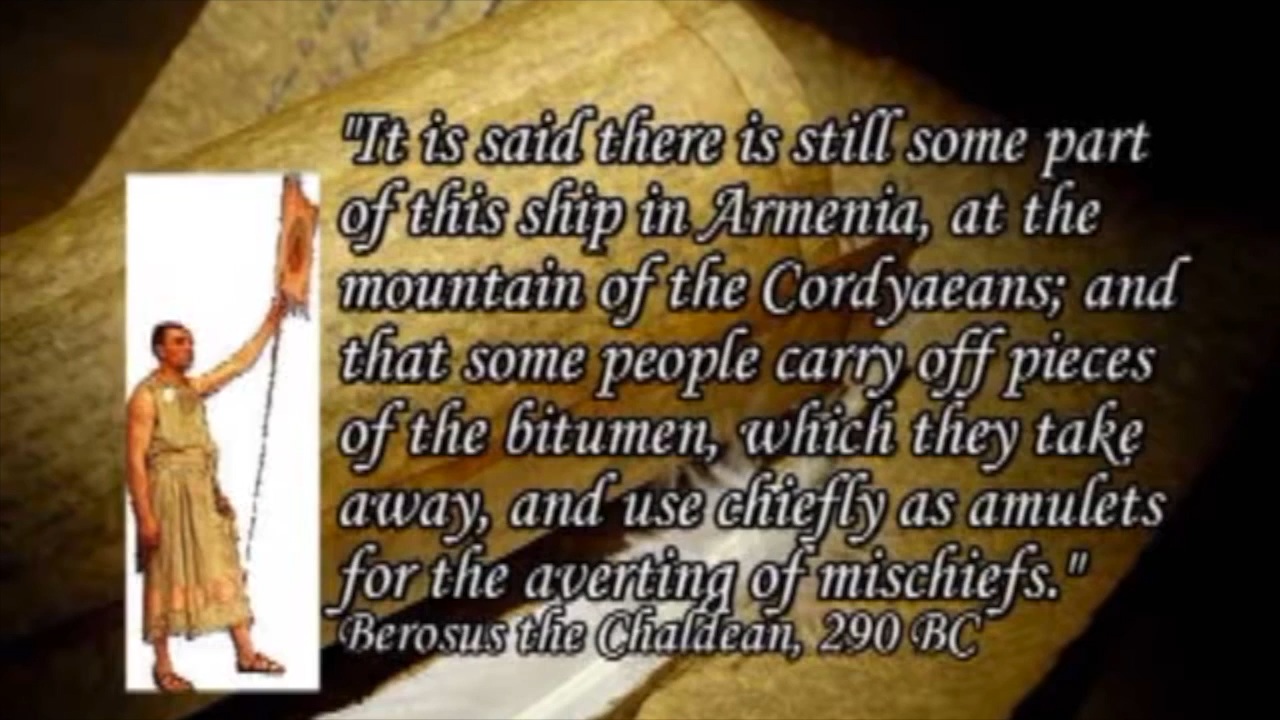 "It is said there is still some part
of this ship in Armenia, at the
mountain of the Cordyaeans; and
that some people carry off pieces
of the bitumen, which they take
away, and use chiefly as amulets
for the averting of mischiefs."
Berosus the Chaldean, 290 BC